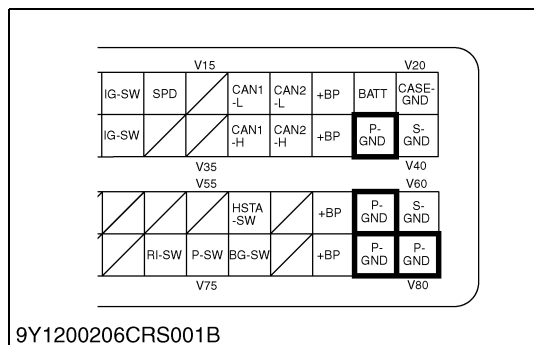 V15 V20
IG-SW SPD CAN1-L CAN2-L +BP BATT CASE-GND
IG-SW CAN1-H CAN2-H +BP P-GND S-GND
V35 V40
V55 V60
HSTA-SW +BP P-GND S-GND
RI-SW P-SW BG-SW +BP P-GND P-GND
V75 V80
9Y1200206CRS001B